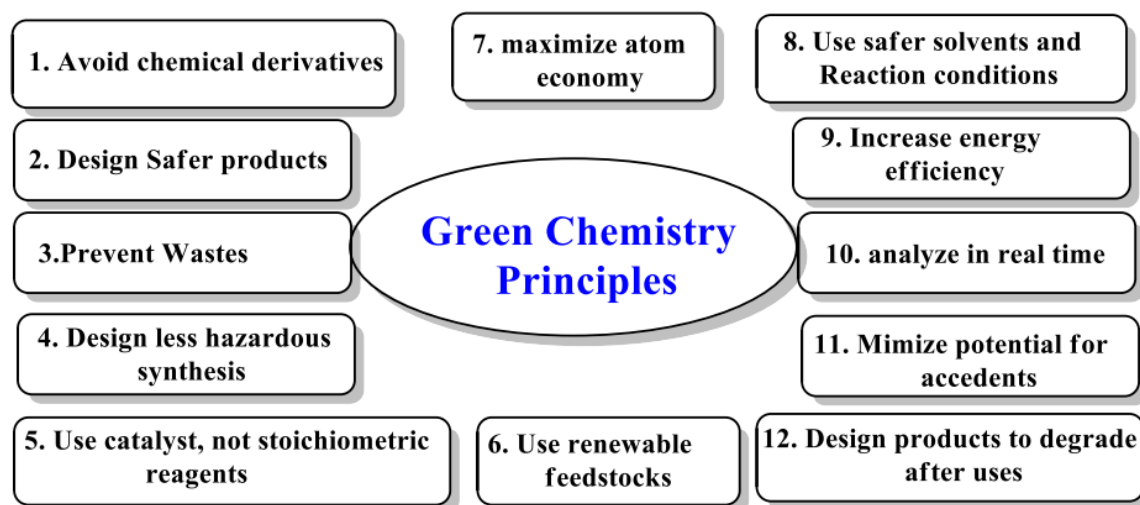 1. Avoid chemical derivatives
2. Design Safer products
3.Prevent Wastes
4. Design less hazardous
synthesis
5. Use catalyst, not stoichiometric
reagents
6. Use renewable
feedstocks
7. maximize atom
economy
8. Use safer solvents and
Reaction conditions
9. Increase energy
efficiency
10. analyze in real time
11. Mimize potential for
accedents
12. Design products to degrade
after uses
Green Chemistry
Principles